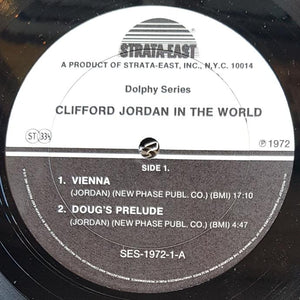 STRATA-EAST
A PRODUCT OF STRATA-EAST, INC., N.Y.C. 10014
Dolphy Series
CLIFFORD JORDAN IN THE WORLD
ST 33⅓
SIDE 1.
℗ 1972
1. VIENNA
(JORDAN) (NEW PHASE PUBL. CO.) (BMI) 17:10
2. DOUG'S PRELUDE
(JORDAN) (NEW PHASE PUBL. CO.) (BMI) 4:47
SES-1972-1-A